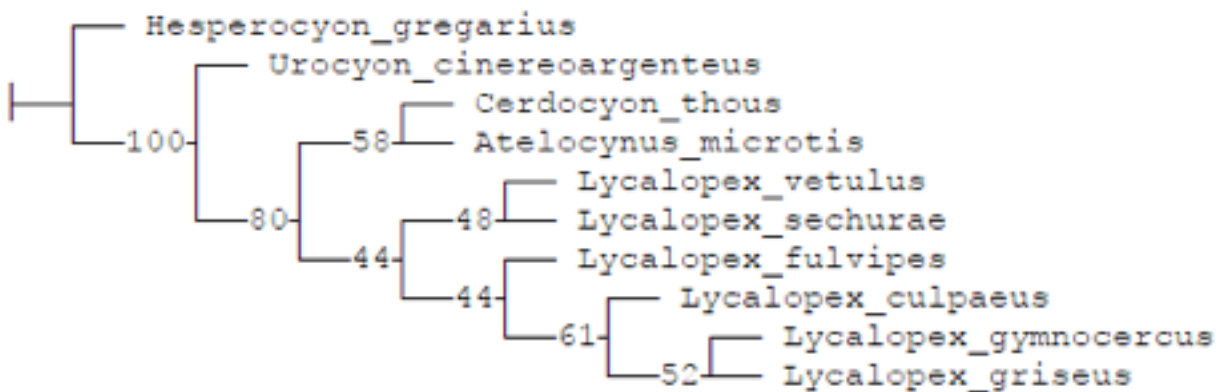 Hesperocyon_gregarius
Urocyon_cinereoargenteus
Cerdocyon_thous
100 58 Atelocynus_microtis
Lycalopex_vetulus
80 48 Lycalopex_sechurae
44 Lycalopex_fulvipes
44 Lycalopex_culpaeus
61 Lycalopex_gymnocercus
52 Lycalopex_griseus